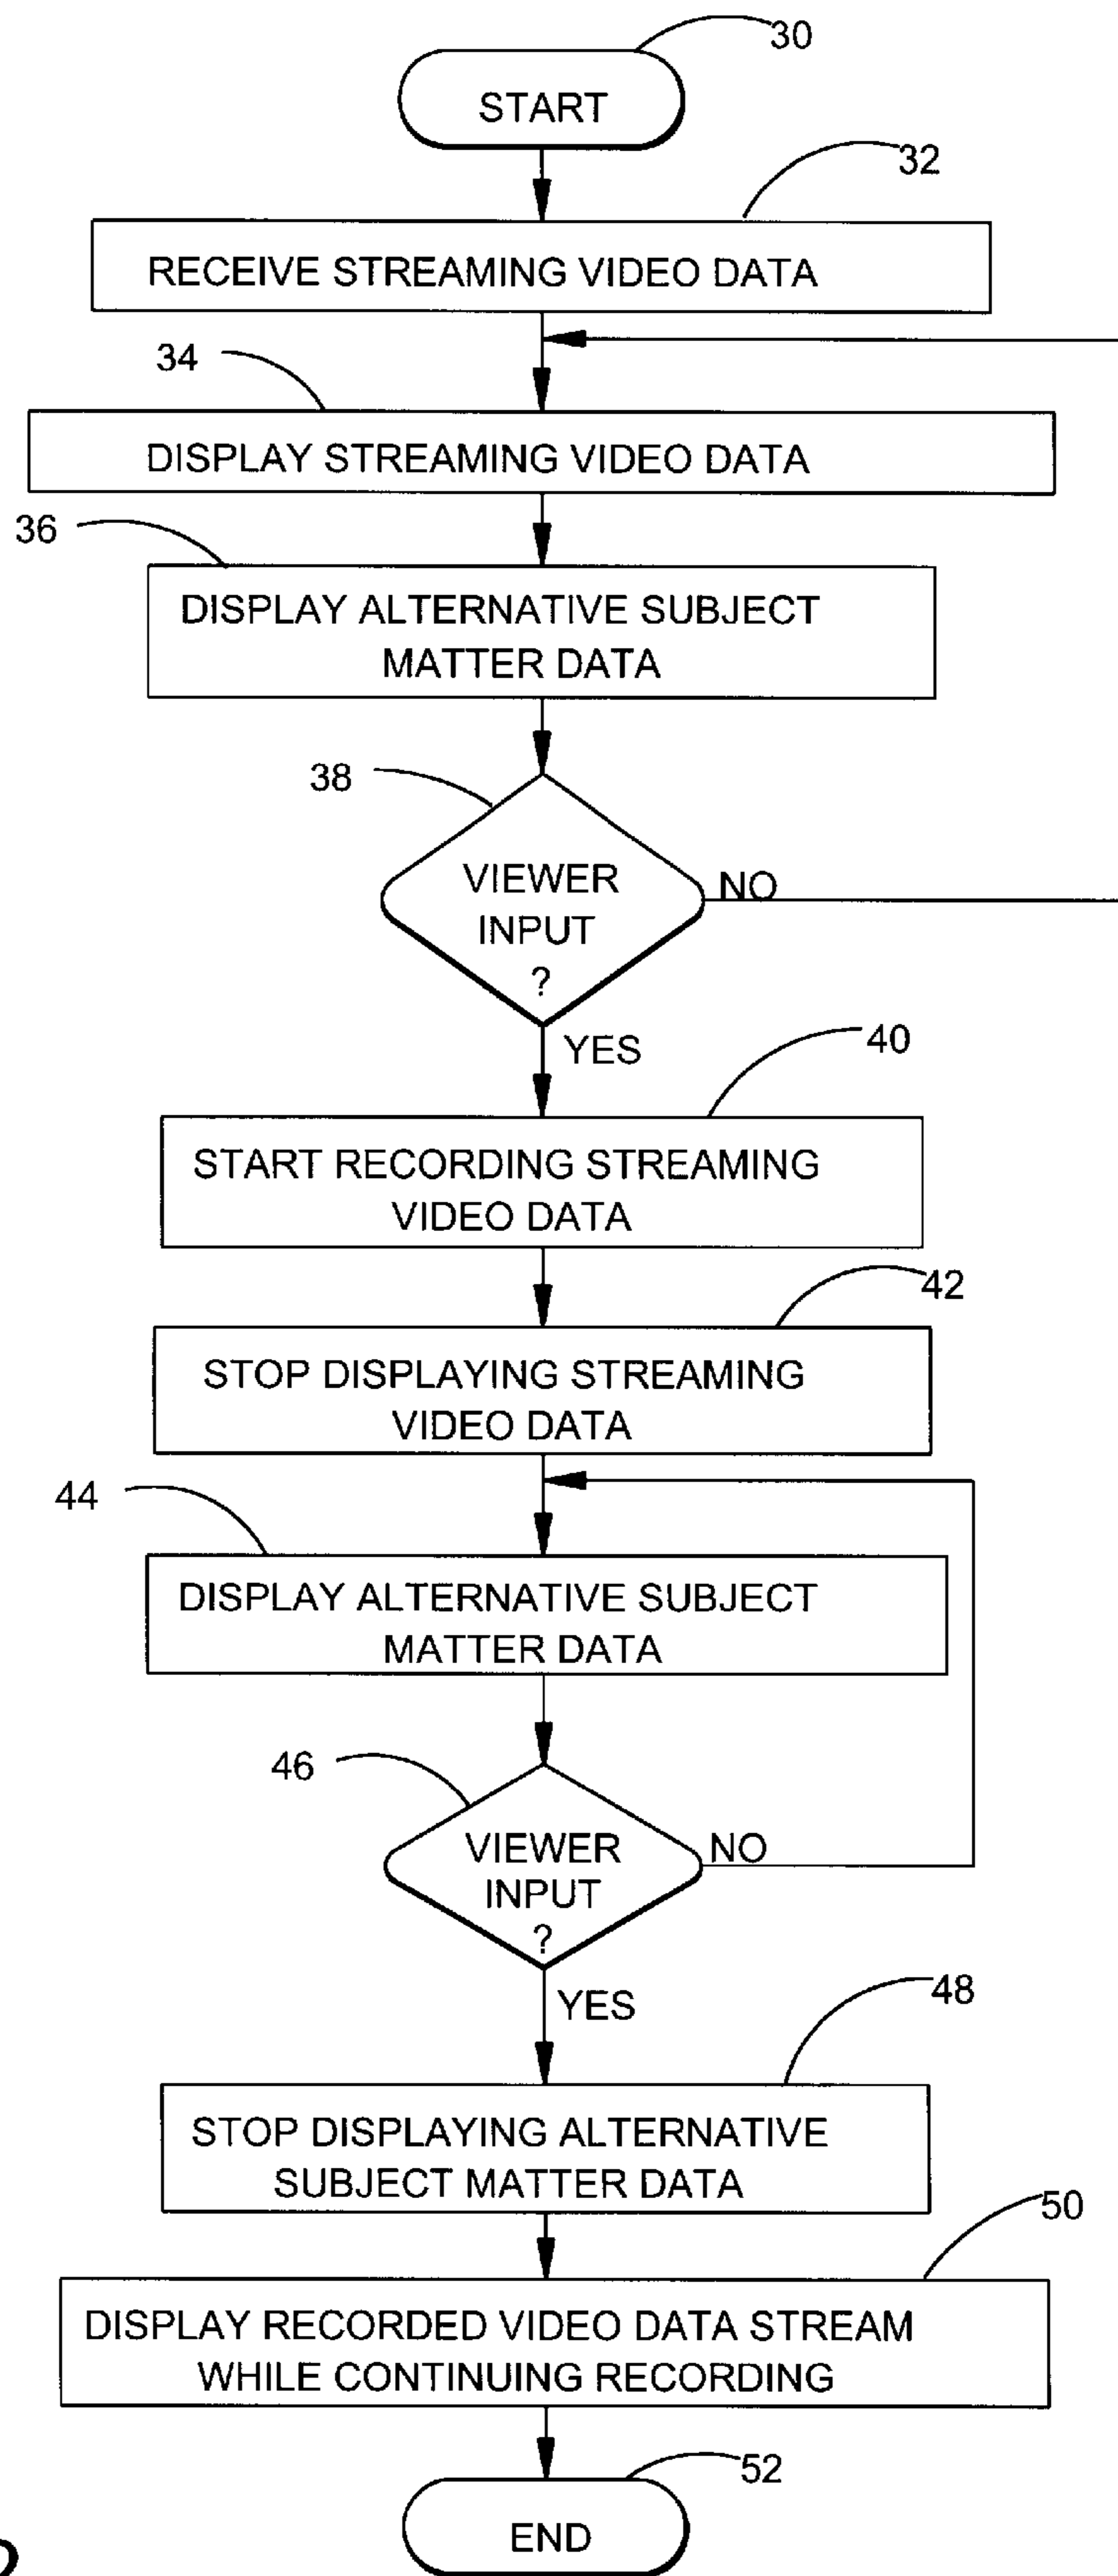 30
START
32
RECEIVE STREAMING VIDEO DATA
34
DISPLAY STREAMING VIDEO DATA
36
DISPLAY ALTERNATIVE SUBJECT
MATTER DATA
38
VIEWER
INPUT
?
NO
YES
40
START RECORDING STREAMING
VIDEO DATA
42
STOP DISPLAYING STREAMING
VIDEO DATA
44
DISPLAY ALTERNATIVE SUBJECT
MATTER DATA
46
VIEWER
INPUT
?
NO
YES
48
STOP DISPLAYING ALTERNATIVE
SUBJECT MATTER DATA
50
DISPLAY RECORDED VIDEO DATA STREAM
WHILE CONTINUING RECORDING
52
END